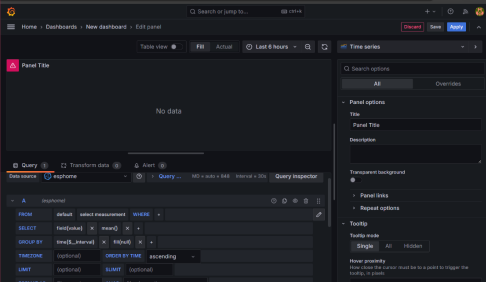 Search or jump to...
ctrl+k
Home › Dashboards › New dashboard › Edit panel
Discard
Save
Apply
Table view
Fill
Actual
Last 6 hours
Time series
Panel Title
No data
Search options
All
Overrides
Panel options
Title
Panel Title
Description
Transparent background
Panel links
Repeat options
Tooltip
Tooltip mode
Single
All
Hidden
Hover proximity
How close the cursor must be to a point to trigger the tooltip, in pixels
Query 1
Transform data 0
Alert 0
Data source
esphome
Query ...
MD = auto = 848
Interval = 30s
Query inspector
A
(esphome)
FROM
default
select measurement
WHERE
+
SELECT
field(value)
×
mean()
×
+
GROUP BY
time($__interval)
×
fill(null)
×
+
TIMEZONE
(optional)
ORDER BY TIME
ascending
LIMIT
(optional)
SLIMIT
(optional)